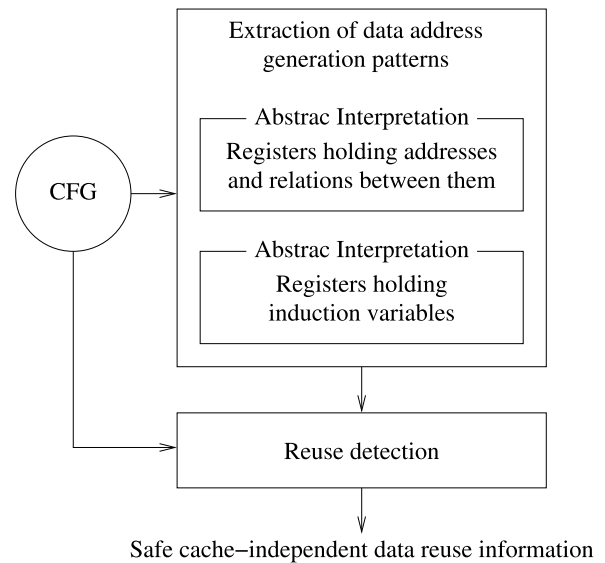 Extraction of data address
generation patterns
Abstrac Interpretation
Registers holding addresses
and relations between them
CFG
Abstrac Interpretation
Registers holding
induction variables
Reuse detection
Safe cache−independent data reuse information